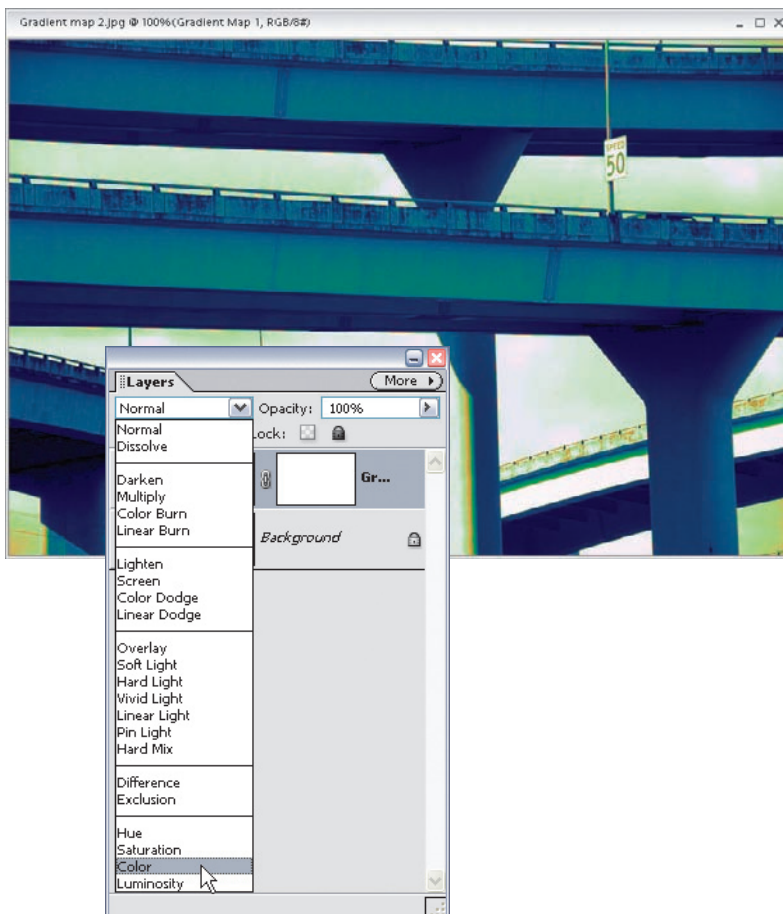 Gradient map 2.jpg @ 100%(Gradient Map 1, RGB/8#)
SPEED
50
Layers
More
Normal
Opacity: 100%
Normal
Lock:
Dissolve
Darken
Gr...
Multiply
Color Burn
Linear Burn
Background
Lighten
Screen
Color Dodge
Linear Dodge
Overlay
Soft Light
Hard Light
Vivid Light
Linear Light
Pin Light
Hard Mix
Difference
Exclusion
Hue
Saturation
Color
Luminosity